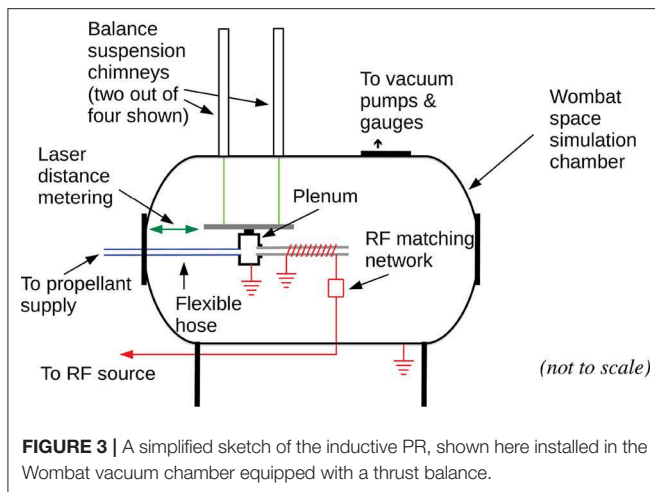 Balance
suspension
chimneys
(two out of
four shown)
To vacuum
pumps &
gauges
Wombat
space
simulation
chamber
Laser
distance
metering
Plenum
RF matching
network
To propellant
supply
Flexible
hose
To RF source
(not to scale)
FIGURE 3 | A simplified sketch of the inductive PR, shown here installed in the
Wombat vacuum chamber equipped with a thrust balance.